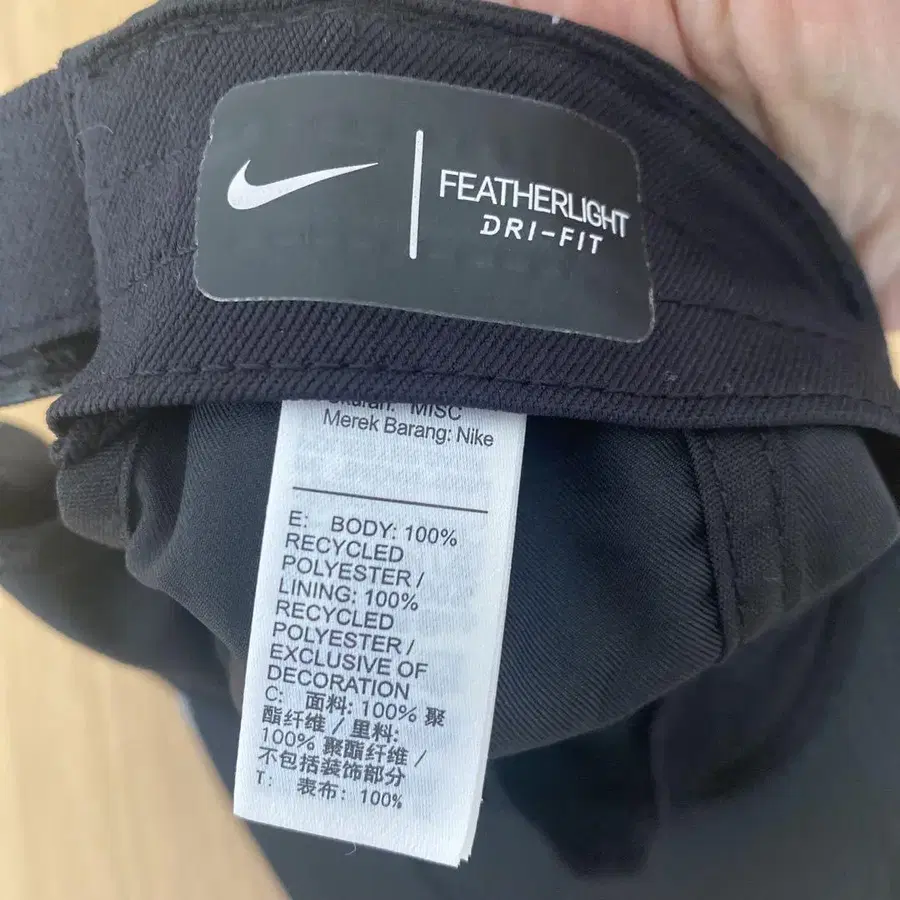 FEATHERLIGHT
DRI-FIT
Ukuran: MISC
Merek Barang: Nike
E: BODY: 100%
RECYCLED
POLYESTER /
LINING: 100%
RECYCLED
POLYESTER /
EXCLUSIVE OF
DECORATION
C: 面料: 100% 聚
酯纤维 / 里料:
100% 聚酯纤维 /
不包括装饰部分
T: 表布: 100%